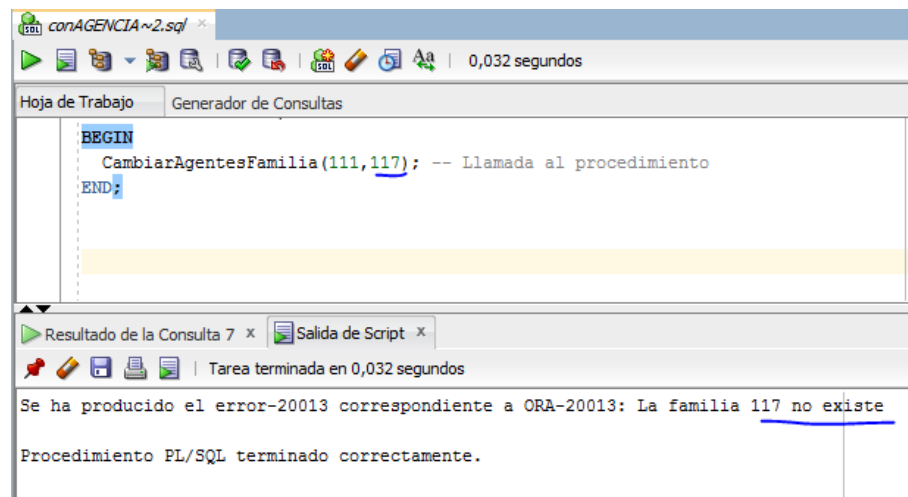 conAGENCIA~2.sql
0,032 segundos
Hoja de Trabajo Generador de Consultas
BEGIN
CambiarAgentesFamilia(111,117); -- Llamada al procedimiento
END;
Resultado de la Consulta 7 x Salida de Script x
Tarea terminada en 0,032 segundos
Se ha producido el error-20013 correspondiente a ORA-20013: La familia 117 no existe
Procedimiento PL/SQL terminado correctamente.